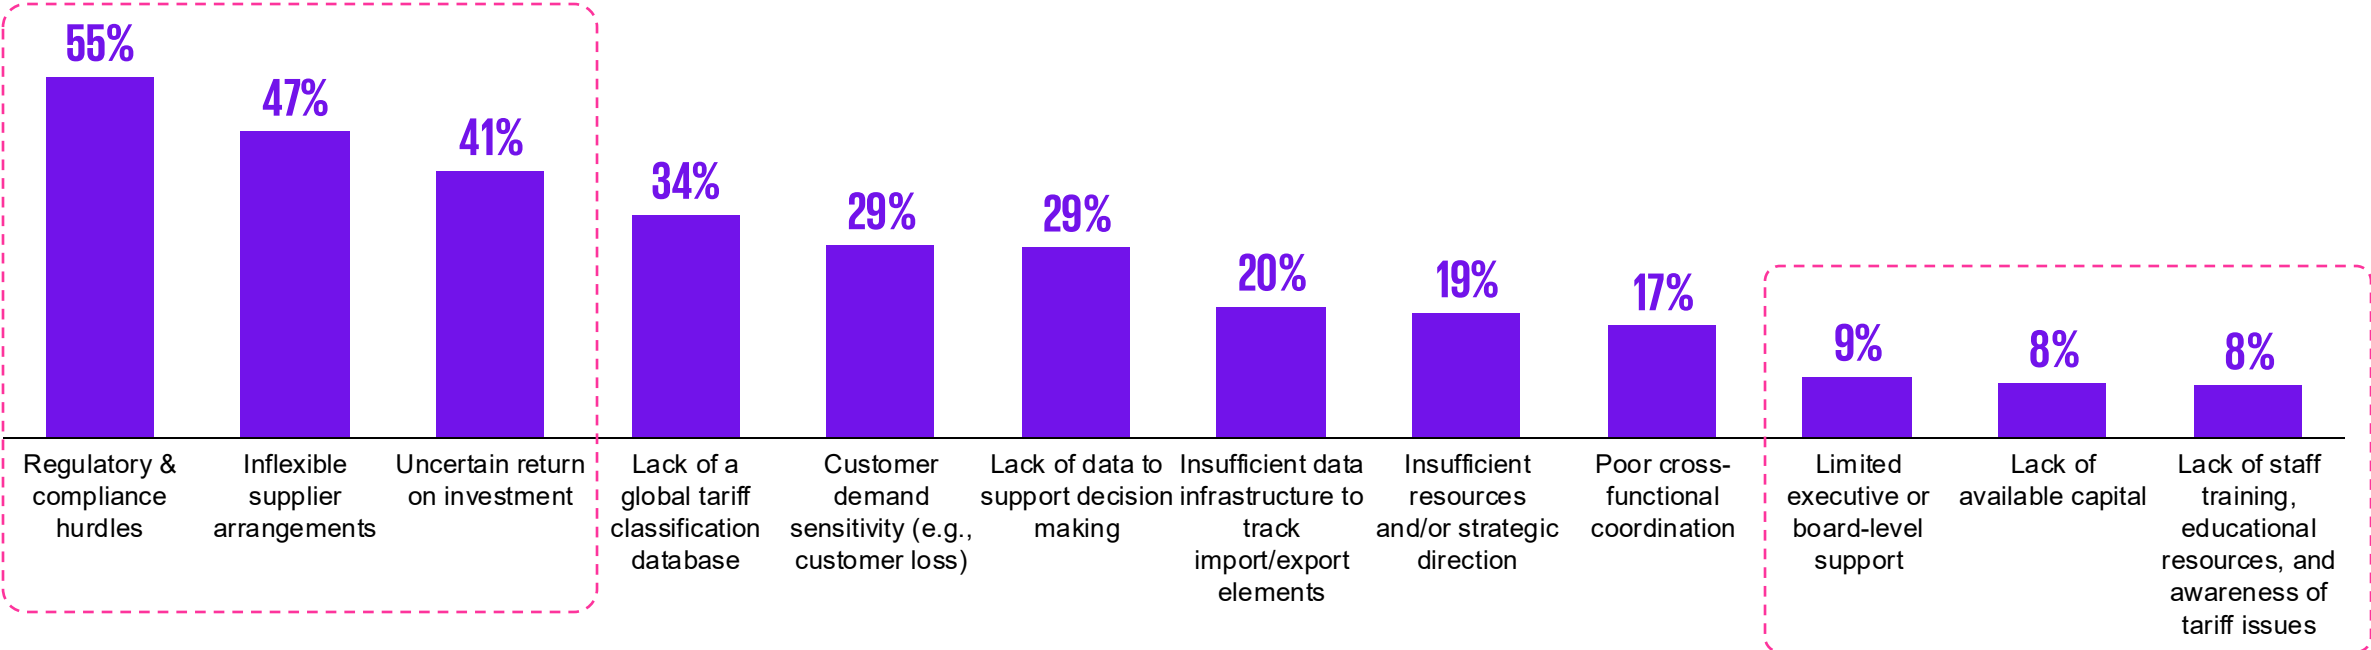 55%
47%
41%
34%
29%
29%
20%
19%
17%
9%
8%
8%
Regulatory &
compliance
hurdles
Inflexible
supplier
arrangements
Uncertain return
on investment
Lack of a
global tariff
classification
database
Customer
demand
sensitivity (e.g.,
customer loss)
Lack of data to
support decision
making
Insufficient data
infrastructure to
track
import/export
elements
Insufficient
resources
and/or strategic
direction
Poor cross-
functional
coordination
Limited
executive or
board-level
support
Lack of
available capital
Lack of staff
training,
educational
resources, and
awareness of
tariff issues